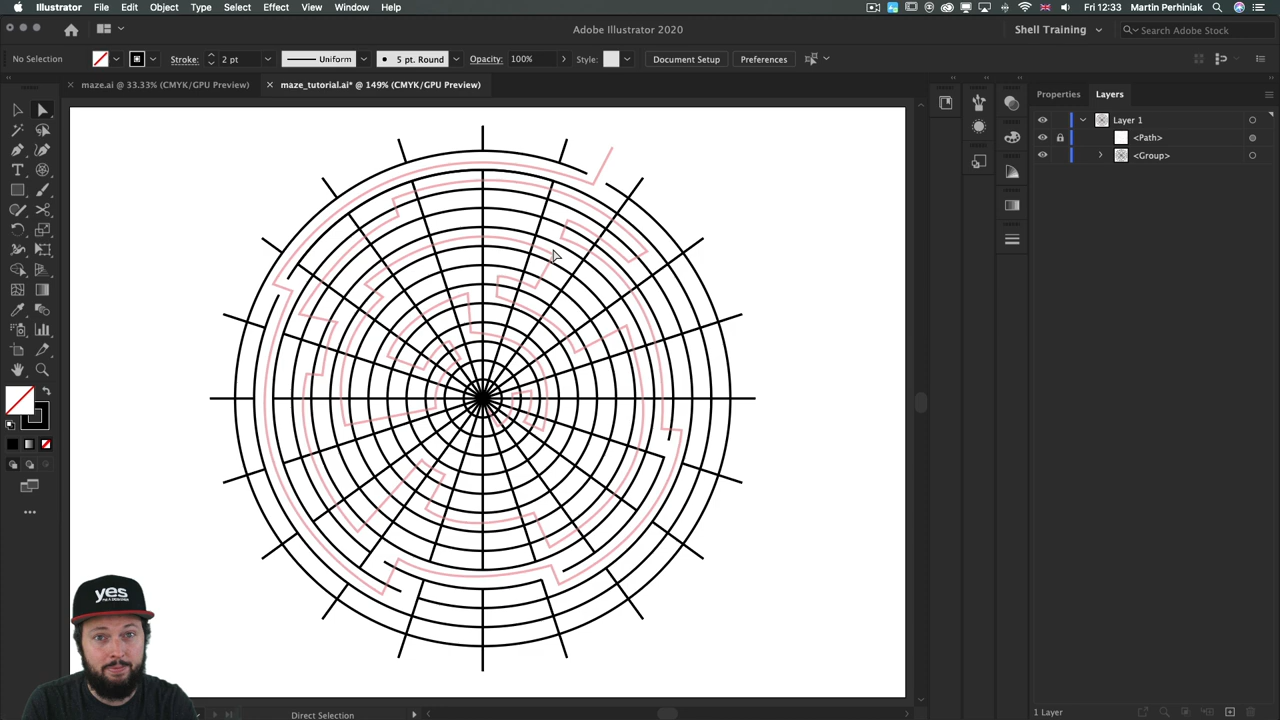 Illustrator File Edit Object Type Select Effect View Window Help Fri 12:33 Martin Perhiniak
Adobe Illustrator 2020 Shell Training Search Adobe Stock
No Selection Stroke: 2 pt Uniform 5 pt. Round Opacity: 100% Style: Document Setup Preferences
maze.ai @ 33.33% (CMYK/GPU Preview) maze_tutorial.ai* @ 149% (CMYK/GPU Preview)
Properties Layers
Layer 1
<Path>
<Group>
yes
Direct Selection
1 Layer